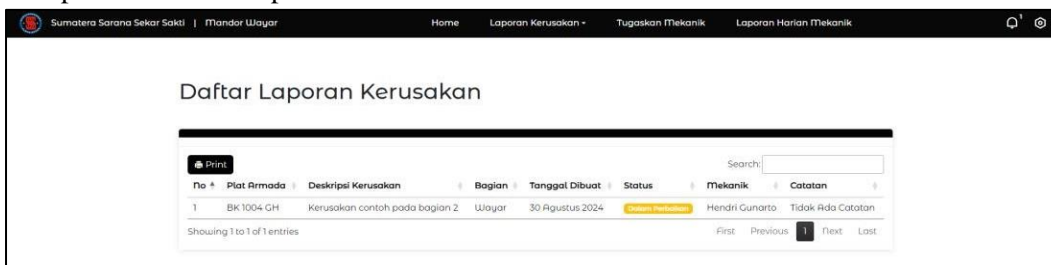 Sumatera Sarana Sekar Sakti | Mandor Wayar Home Laporan Kerusakan Tugaskan Mekanik Laporan Harian Mekanik 1
Daftar Laporan Kerusakan
Print Search:
No Plat Armada Deskripsi Kerusakan Bagian Tanggal Dibuat Status Mekanik Catatan
1 BK 1004 GH Kerusakan contoh pada bagian 2 Wayar 30 Agustus 2024 Dalam Perbaikan Hendri Gunarto Tidak Ada Catatan
Showing 1 to 1 of 1 entries First Previous 1 Next Last